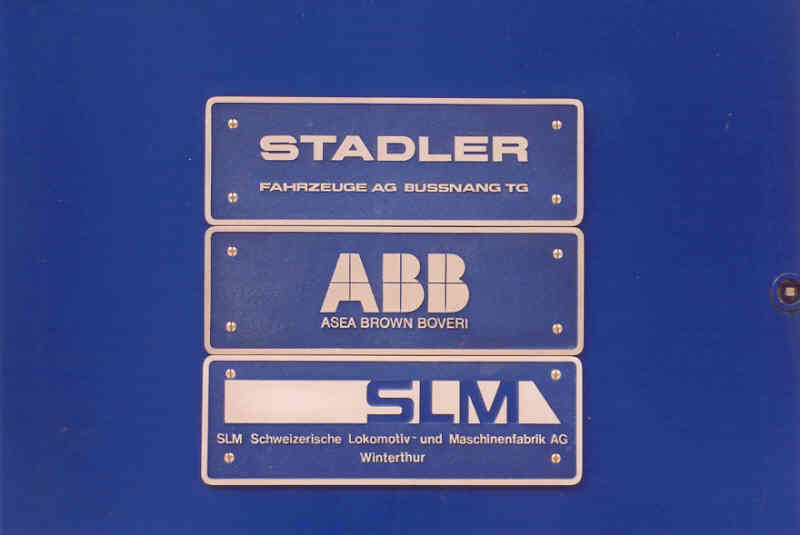 STADLER
FAHRZEUGE AG BUSSNANG TG
ABB
ASEA BROWN BOVERI
SLM
SLM Schweizerische Lokomotiv- und Maschinenfabrik AG
Winterthur